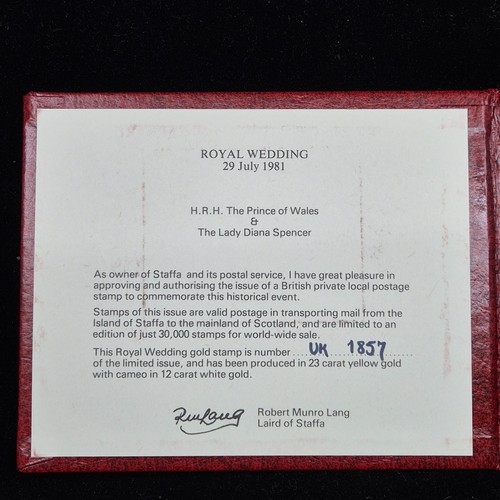 ROYAL WEDDING
29 July 1981
H.R.H. The Prince of Wales
&
The Lady Diana Spencer
As owner of Staffa and its postal service, I have great pleasure in
approving and authorising the issue of a British private local postage
stamp to commemorate this historical event.
Stamps of this issue are valid postage in transporting mail from the
Island of Staffa to the mainland of Scotland, and are limited to an
edition of just 30,000 stamps for world-wide sale.
This Royal Wedding gold stamp is number ....UK 1857......
of the limited issue, and has been produced in 23 carat yellow gold
with cameo in 12 carat white gold.
RM Lang
Robert Munro Lang
Laird of Staffa